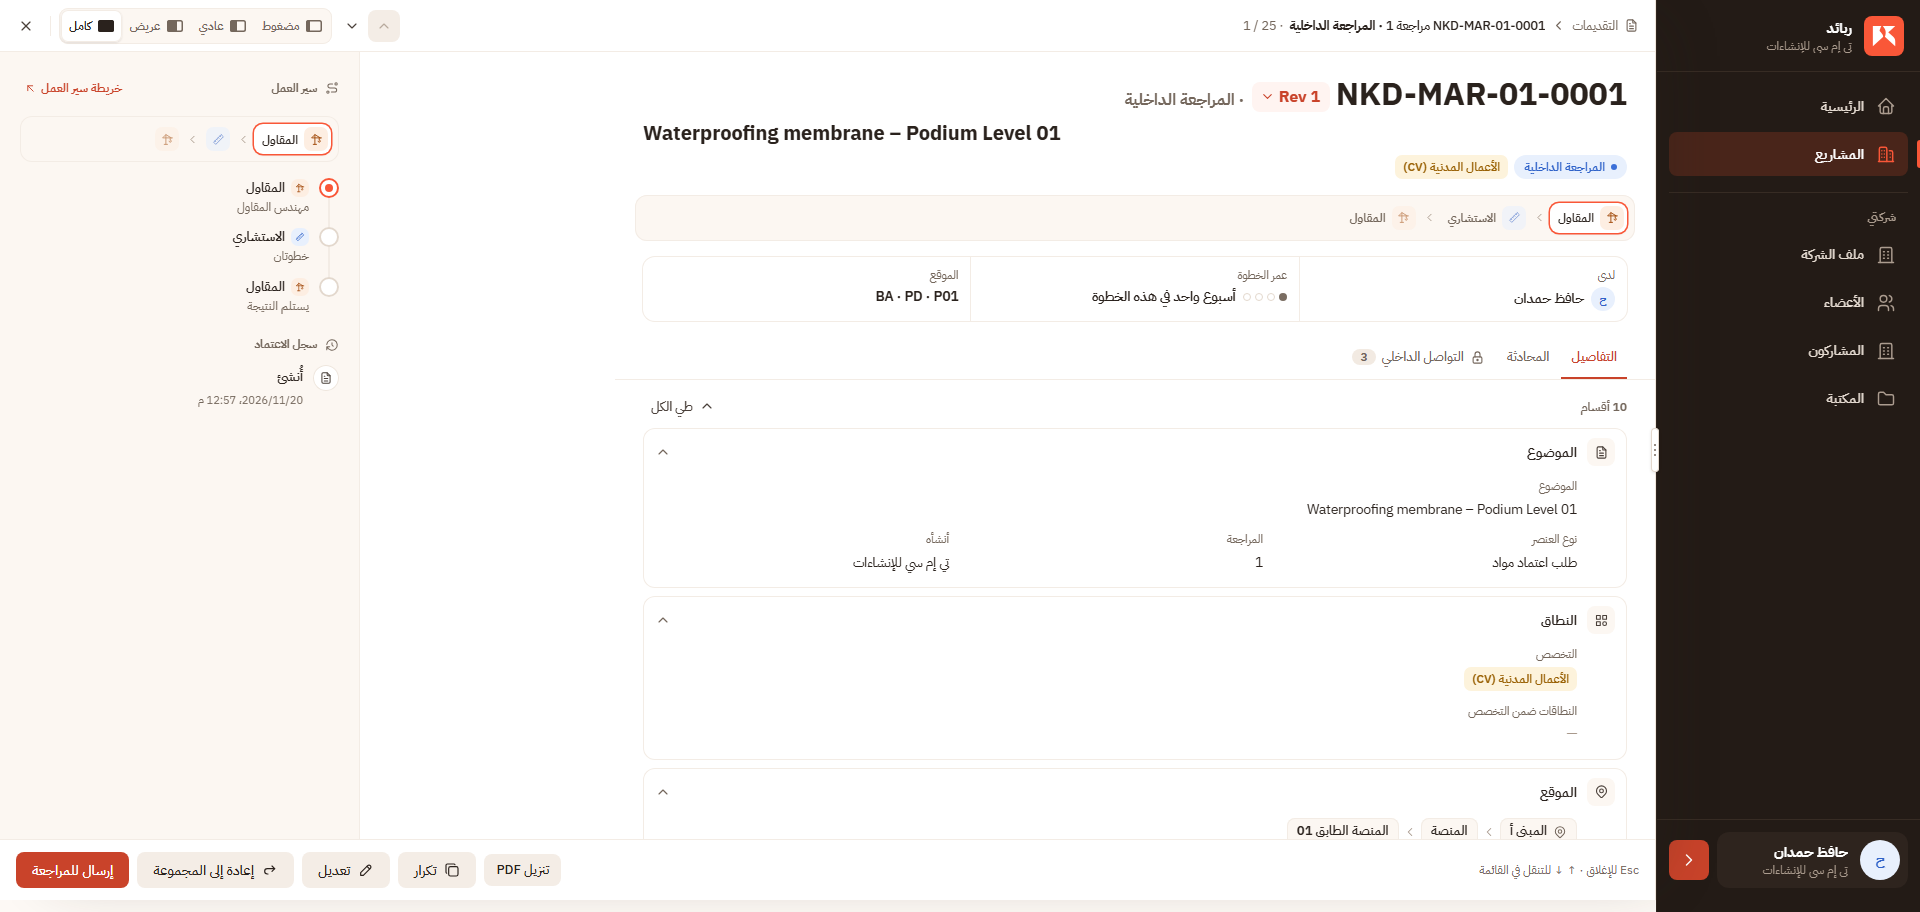 ربائد
تي إم سي للإنشاءات
الرئيسية
المشاريع
شركتي
ملف الشركة
الأعضاء
المشاركون
المكتبة
ح
حافظ حمدان
تي إم سي للإنشاءات
التقديمات
NKD-MAR-01-0001 مراجعة 1 · المراجعة الداخلية · 25 / 1
مضغوط
عادي
عريض
كامل
NKD-MAR-01-0001
Rev 1
· المراجعة الداخلية
Waterproofing membrane – Podium Level 01
المراجعة الداخلية
الأعمال المدنية (CV)
المقاول
الاستشاري
المقاول
لدى
ح
حافظ حمدان
عمر الخطوة
أسبوع واحد في هذه الخطوة
الموقع
BA · PD · P01
التفاصيل
المحادثة
التواصل الداخلي
3
10 أقسام
طي الكل
الموضوع
الموضوع
Waterproofing membrane – Podium Level 01
نوع العنصر
المراجعة
أنشأه
طلب اعتماد مواد
1
تي إم سي للإنشاءات
النطاق
التخصص
الأعمال المدنية (CV)
النطاقات ضمن التخصص
—
الموقع
المبنى أ
المنصة
المنصة الطابق 01
سير العمل
خريطة سير العمل
المقاول
المقاول
مهندس المقاول
الاستشاري
خطوتان
المقاول
يستلم النتيجة
سجل الاعتماد
أُنشئ
2026/11/20، 12:57 م
Esc للإغلاق · ↑ ↓ للتنقل في القائمة
تنزيل PDF
تكرار
تعديل
إعادة إلى المجموعة
إرسال للمراجعة